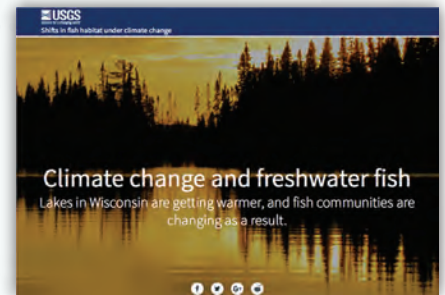 USGS
Shifts in fish habitat under climate change
Climate change and freshwater fish
Lakes in Wisconsin are getting warmer, and fish communities are
changing as a result.